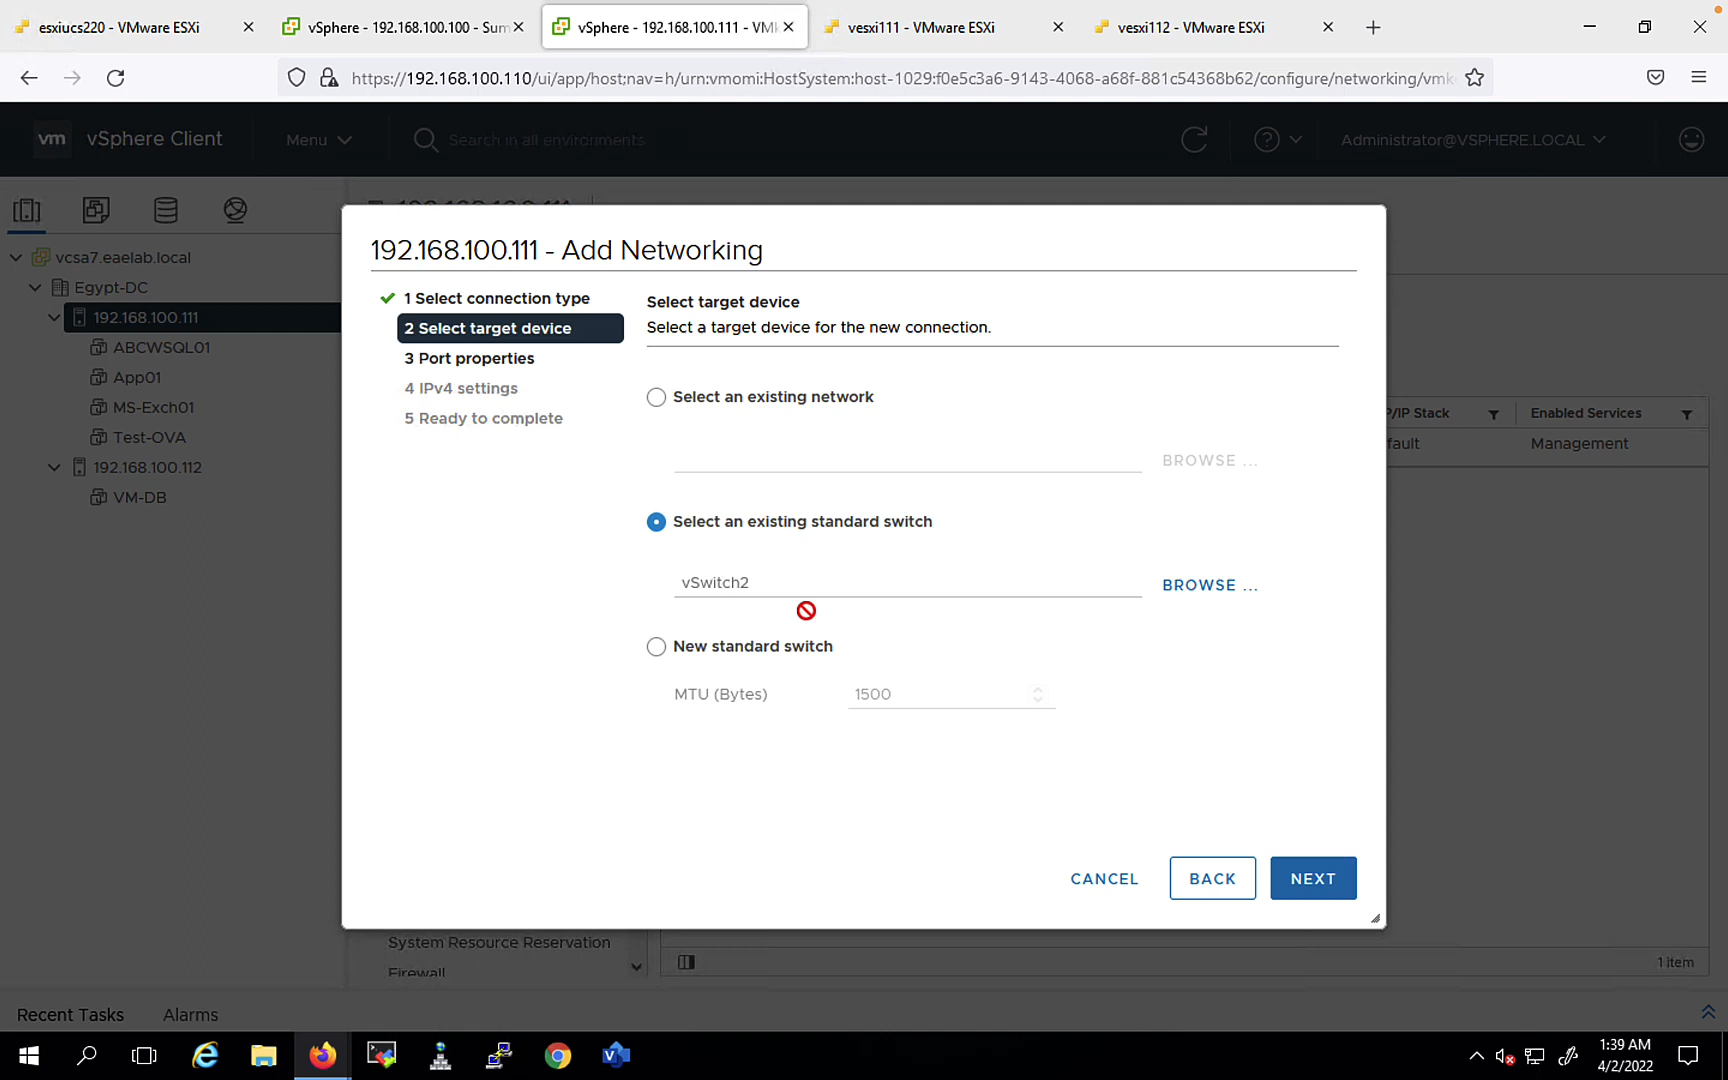 esxiucs220 - VMware ESXi
vSphere - 192.168.100.100 - Sum
vSphere - 192.168.100.111 - VMk
vesxi111 - VMware ESXi
vesxi112 - VMware ESXi
https://192.168.100.110/ui/app/host;nav=h/urn:vmomi:HostSystem:host-1029:f0e5c3a6-9143-4068-a68f-881c54368b62/configure/networking/vmk
vm
vSphere Client
Menu
Search in all environments
Administrator@VSPHERE.LOCAL
192.168.100.111
vcsa7.eaelab.local
Egypt-DC
192.168.100.111
ABCWSQL01
App01
MS-Exch01
Test-OVA
192.168.100.112
VM-DB
192.168.100.111 - Add Networking
1 Select connection type
2 Select target device
3 Port properties
4 IPv4 settings
5 Ready to complete
Select target device
Select a target device for the new connection.
Select an existing network
BROWSE ...
Select an existing standard switch
vSwitch2
BROWSE ...
New standard switch
MTU (Bytes)
1500
CANCEL
BACK
NEXT
P/IP Stack
Enabled Services
fault
Management
System Resource Reservation
Firewall
1 item
Recent Tasks
Alarms
1:39 AM
4/2/2022